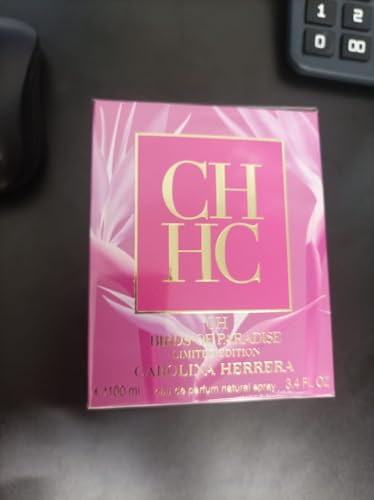 1 2
0 00
CH
HC
CH
BIRDS OF PARADISE
LIMITED EDITION
CAROLINA HERRERA
100 ml eau de parfum natural spray 3.4 FL. OZ